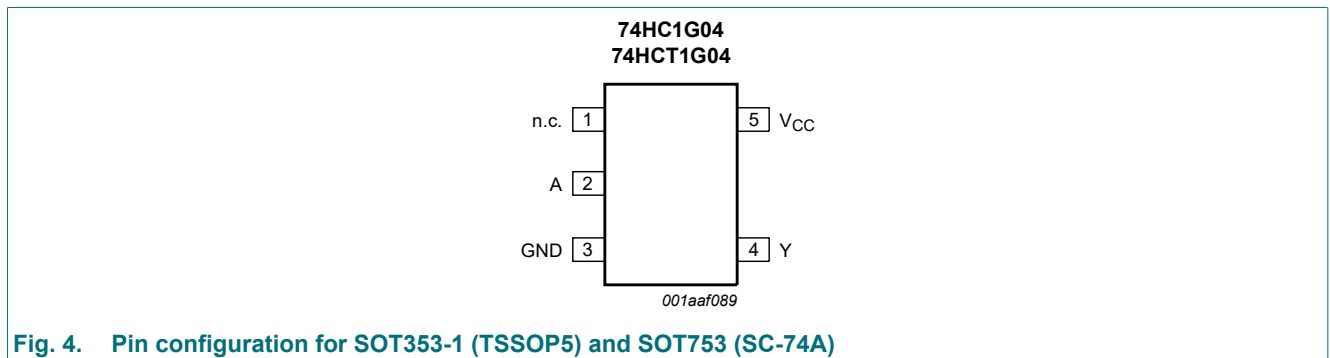 74HC1G04
74HCT1G04
n.c. 1
5 VCC
A 2
GND 3
4 Y
001aaf089
Fig. 4. Pin configuration for SOT353-1 (TSSOP5) and SOT753 (SC-74A)